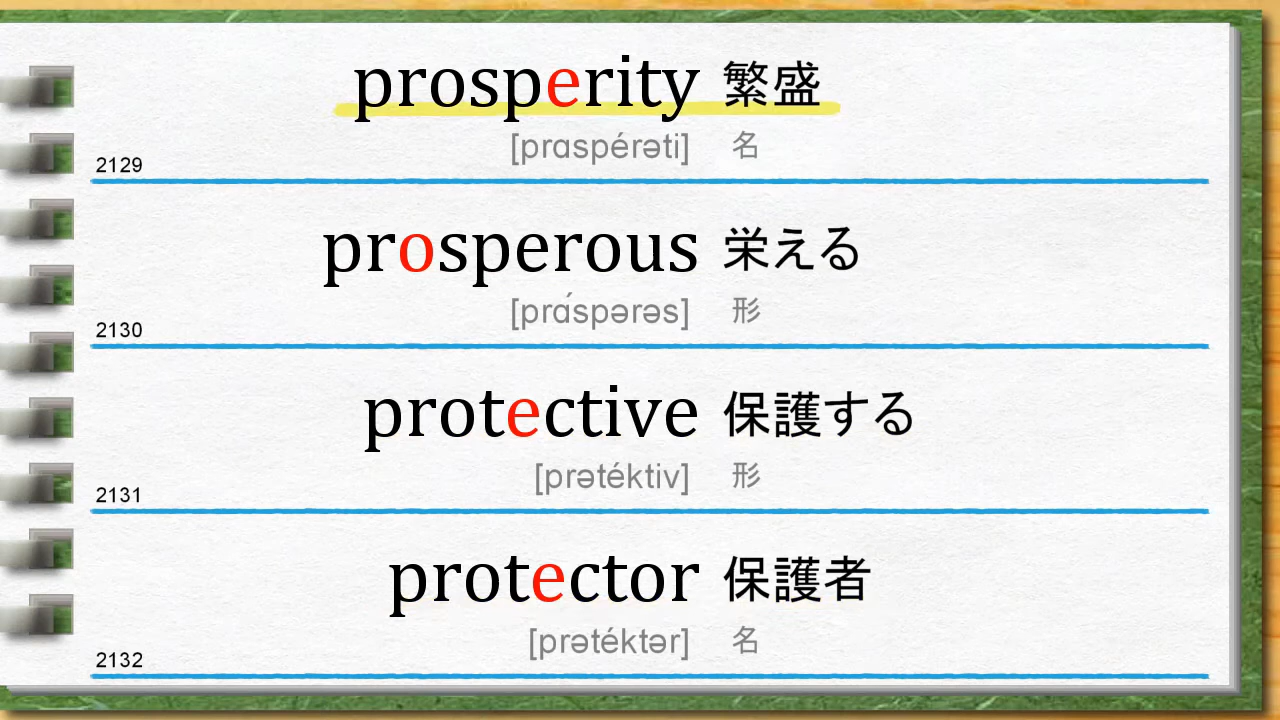 prosperity 繁盛
[prɑspérəti] 名
2129
prosperous 栄える
[prɑ́spərəs] 形
2130
protective 保護する
[prətéktiv] 形
2131
protector 保護者
[prətéktər] 名
2132